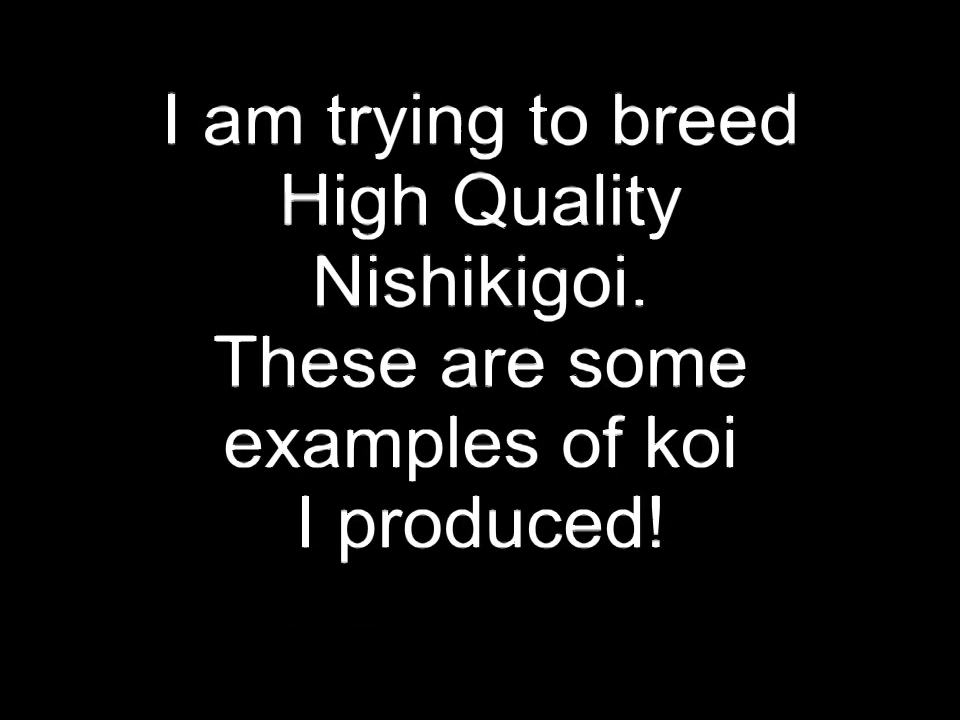 I am trying to breed
High Quality
Nishikigoi.
These are some
examples of koi
I produced!